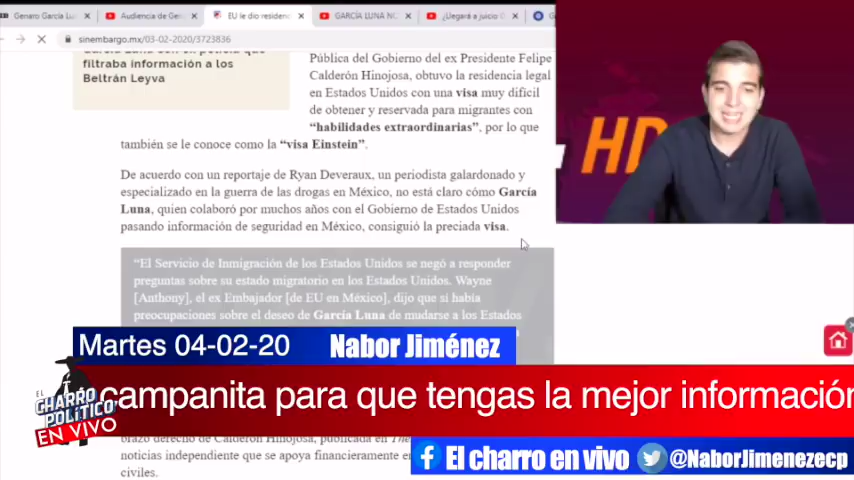 Genaro García Lu
Audiencia de Gen
EU le dio residenc
GARCÍA LUNA NO
¿Llegará a juicio G
sinembargo.mx/03-02-2020/3723836
García Luna con ex policía que
filtraba información a los
Beltrán Leyva
Pública del Gobierno del ex Presidente Felipe
Calderón Hinojosa, obtuvo la residencia legal
en Estados Unidos con una visa muy difícil
de obtener y reservada para migrantes con
“habilidades extraordinarias”, por lo que
también se le conoce como la “visa Einstein”.
De acuerdo con un reportaje de Ryan Deveraux, un periodista galardonado y
especializado en la guerra de las drogas en México, no está claro cómo García
Luna, quien colaboró por muchos años con el Gobierno de Estados Unidos
pasando información de seguridad en México, consiguió la preciada visa.
“El Servicio de Inmigración de los Estados Unidos se negó a responder
preguntas sobre su estado migratorio en los Estados Unidos. Wayne
[Anthony], el ex Embajador [de EU en México], dijo que sí había
preocupaciones sobre el deseo de García Luna de mudarse a los Estados
HD
Martes 04-02-20
Nabor Jiménez
campanita para que tengas la mejor información
EL CHARRO POLÍTICO
EN VIVO
brazo derecho de Calderón Hinojosa, publicada en The
noticias independiente que se apoya financieramente en
civiles.
El charro en vivo
@NaborJimenezecp